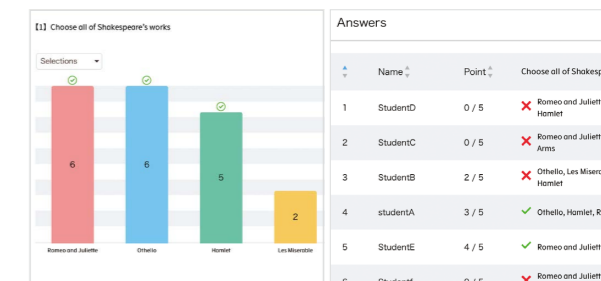 【1】 Choose all of Shakespeare's works
Selections
6
6
5
2
Romeo and Juliette
Othello
Hamlet
Les Miserable
Answers
Name
Point
Choose all of Shakesp
1
StudentD
0 / 5
Romeo and Juliett
Hamlet
2
StudentC
0 / 5
Romeo and Juliett
Arms
3
StudentB
2 / 5
Othello, Les Misera
Hamlet
4
studentA
3 / 5
Othello, Hamlet, R
5
StudentE
4 / 5
Romeo and Juliett
Romeo and Juliett